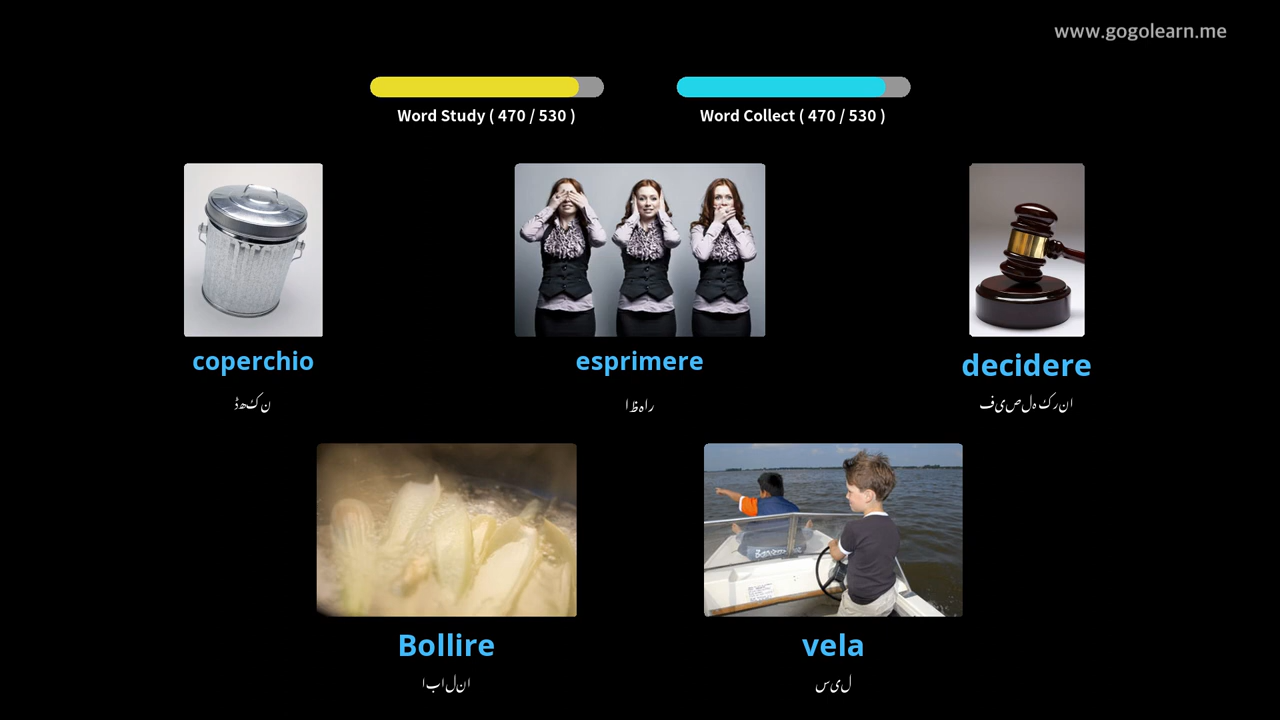 www.gogolearn.me
Word Study ( 470 / 530 )
Word Collect ( 470 / 530 )
coperchio
esprimere
decidere
ڈھکن
اظہار
فیصلہ کرنا
Bollire
vela
ابالنا
سیل